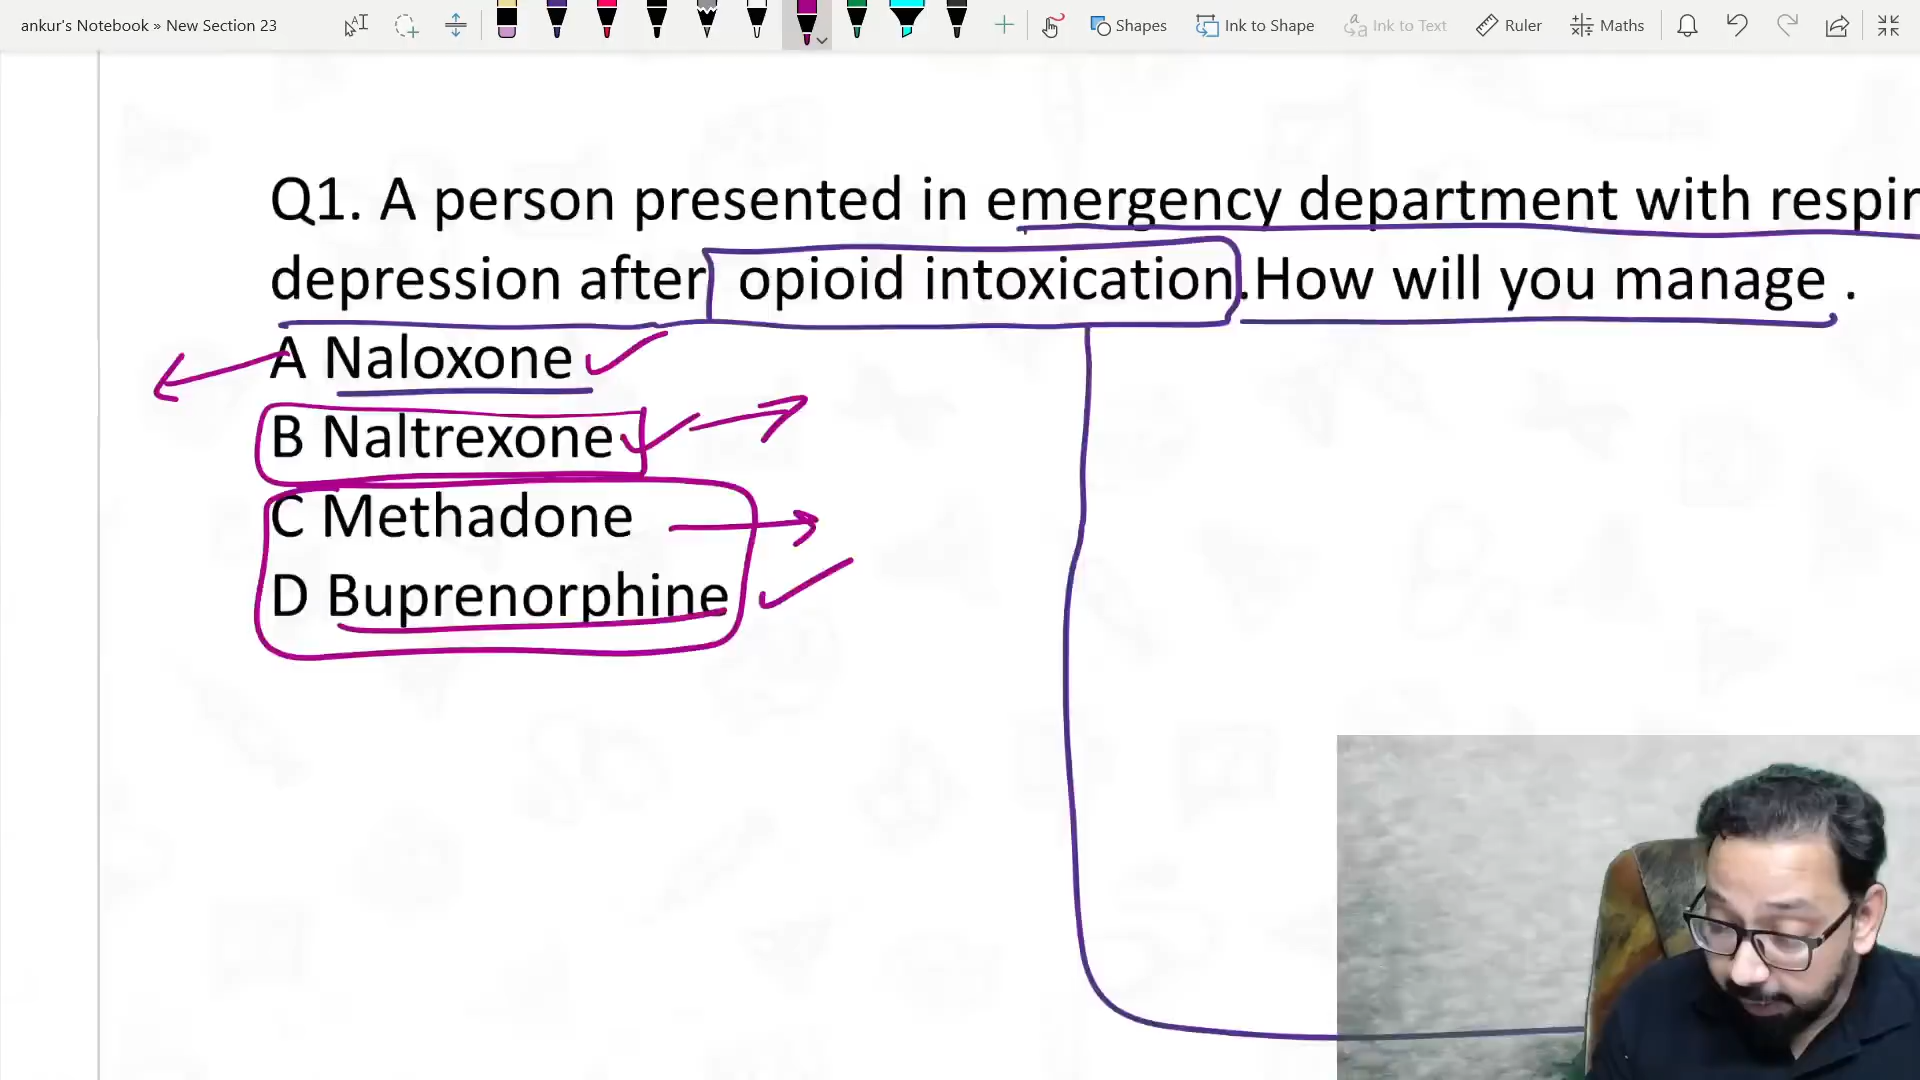 ankur's Notebook » New Section 23
Shapes
Ink to Shape
Ink to Text
Ruler
Maths
Q1. A person presented in emergency department with respir
depression after opioid intoxication.How will you manage .
A Naloxone
B Naltrexone
C Methadone
D Buprenorphine